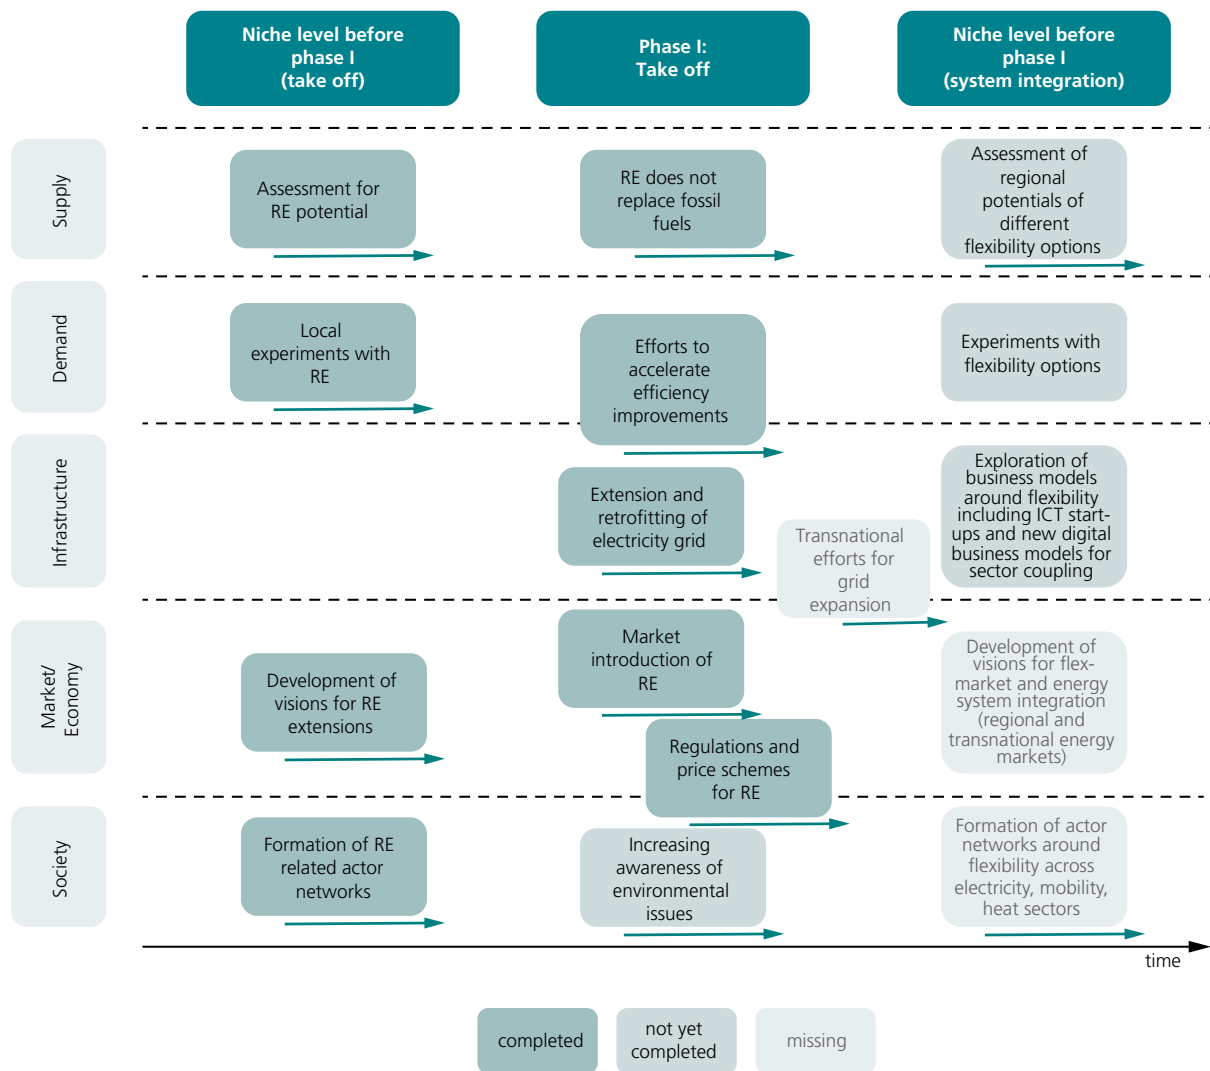 Niche level before
phase I
(take off)
Phase I:
Take off
Niche level before
phase I
(system integration)
Supply
Assessment for
RE potential
RE does not
replace fossil
fuels
Assessment of
regional
potentials of
different
flexibility options
Demand
Local
experiments with
RE
Efforts to
accelerate
efficiency
improvements
Experiments with
flexibility options
Infrastructure
Extension and
retrofitting of
electricity grid
Transnational
efforts for
grid
expansion
Exploration of
business models
around flexibility
including ICT start-
ups and new digital
business models for
sector coupling
Market/
Economy
Development of
visions for RE
extensions
Market
introduction of
RE
Regulations and
price schemes
for RE
Development of
visions for flex-
market and energy
system integration
(regional and
transnational energy
markets)
Society
Formation of RE
related actor
networks
Increasing
awareness of
environmental
issues
Formation of actor
networks around
flexibility across
electricity, mobility,
heat sectors
time
completed
not yet
completed
missing